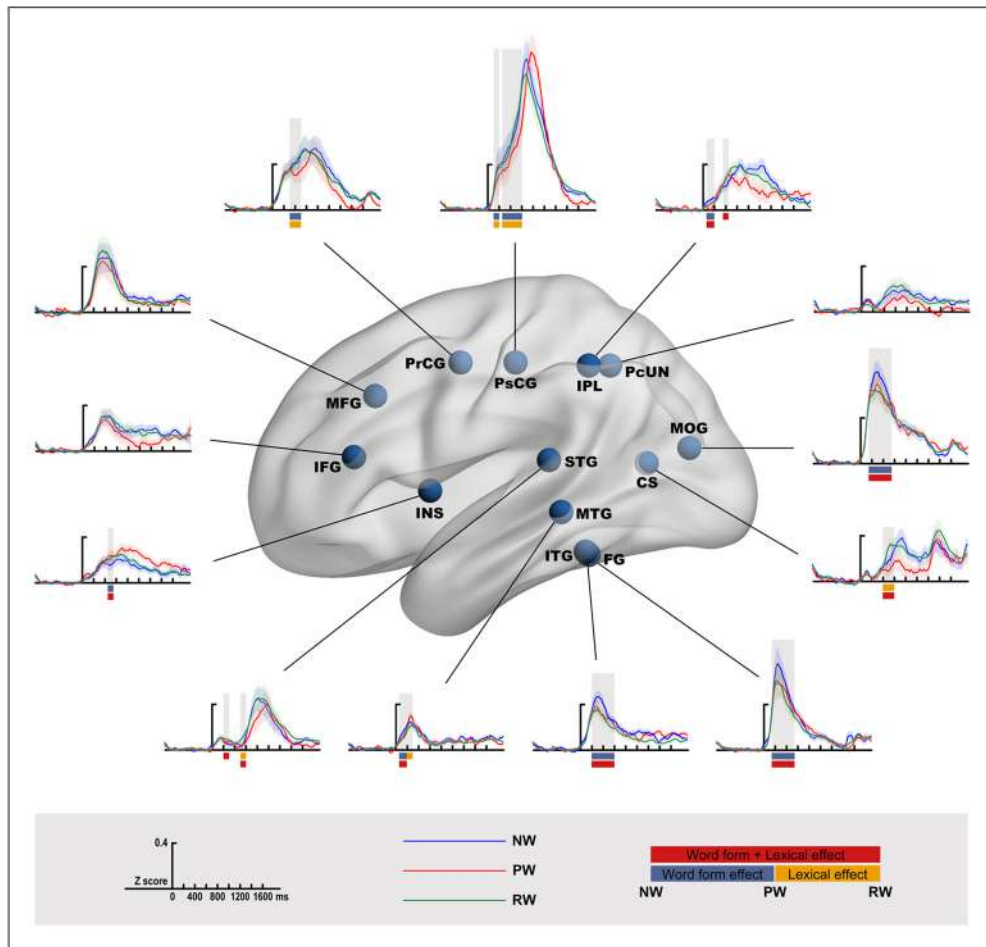 PrCG
PsCG
IPL
PcUN
MFG
MOG
IFG
STG
CS
INS
MTG
ITG
FG
0.4
Z score
0 400 800 1200 1600 ms
NW
PW
RW
Word form + Lexical effect
Word form effect
Lexical effect
NW
PW
RW